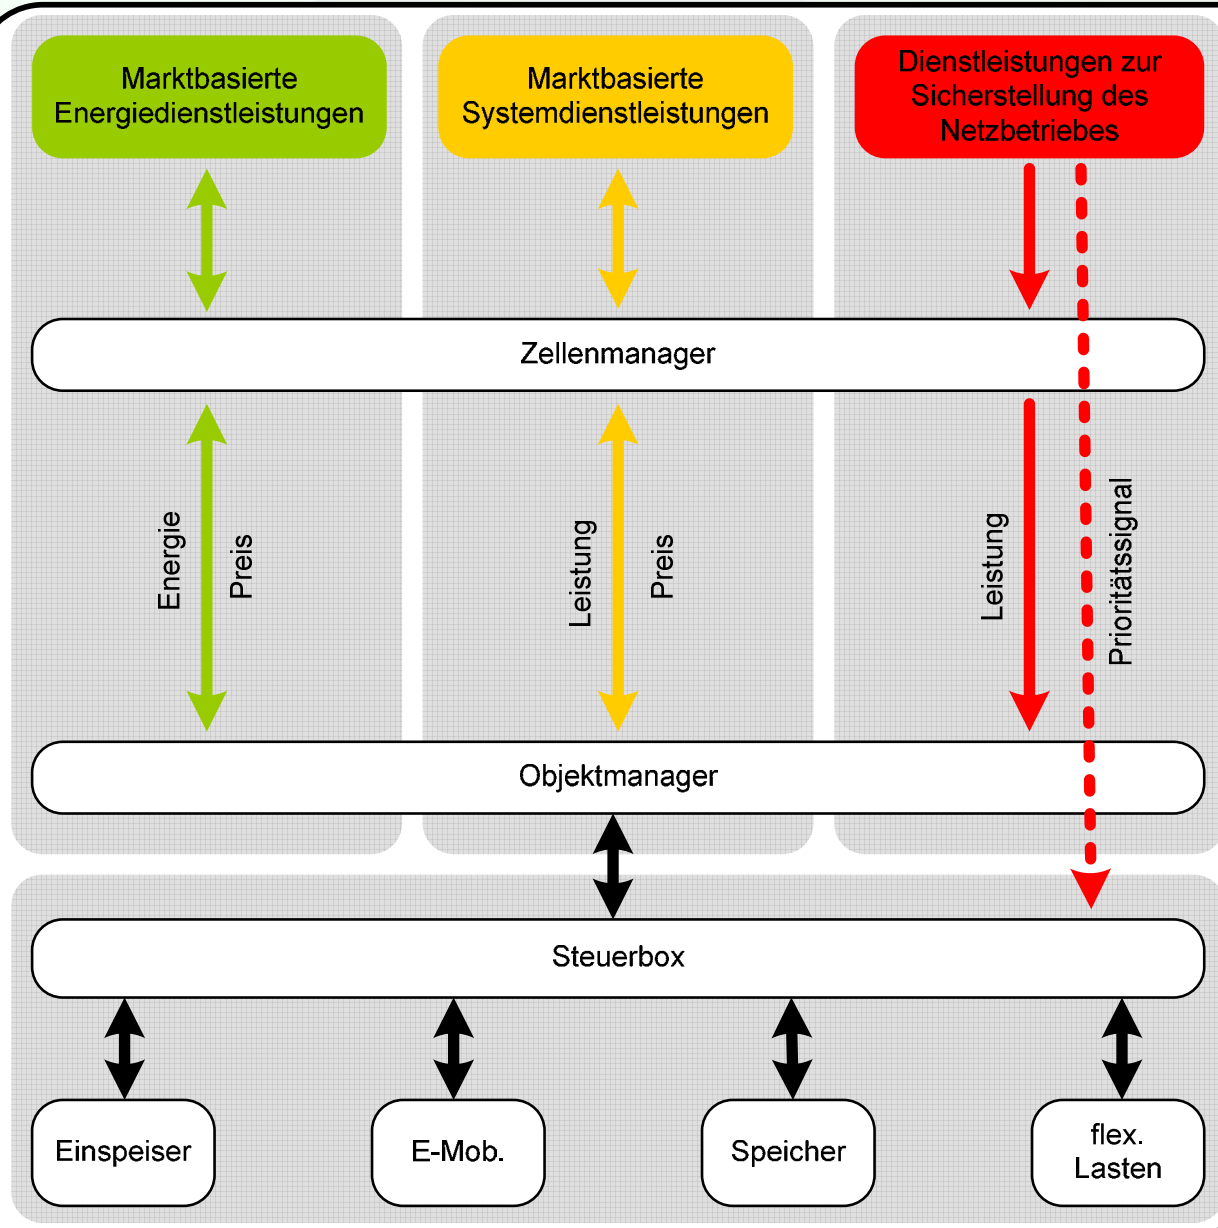 Marktbasierte
Energiedienstleistungen
Marktbasierte
Systemdienstleistungen
Dienstleistungen zur
Sicherstellung des
Netzbetriebes
Zellenmanager
Energie
Preis
Leistung
Preis
Leistung
Prioritätssignal
Objektmanager
Steuerbox
Einspeiser
E-Mob.
Speicher
flex.
Lasten